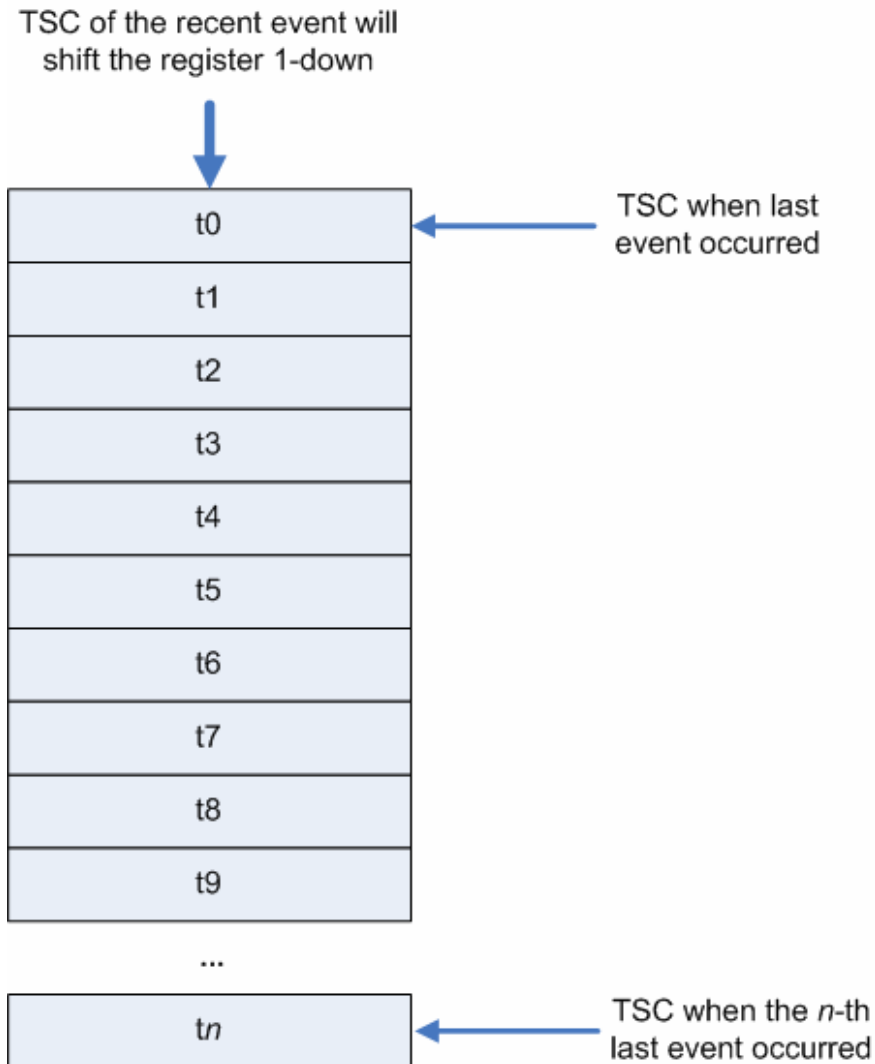 TSC of the recent event will
shift the register 1-down
t0
TSC when last
event occurred
t1
t2
t3
t4
t5
t6
t7
t8
t9
...
tn
TSC when the n-th
last event occurred